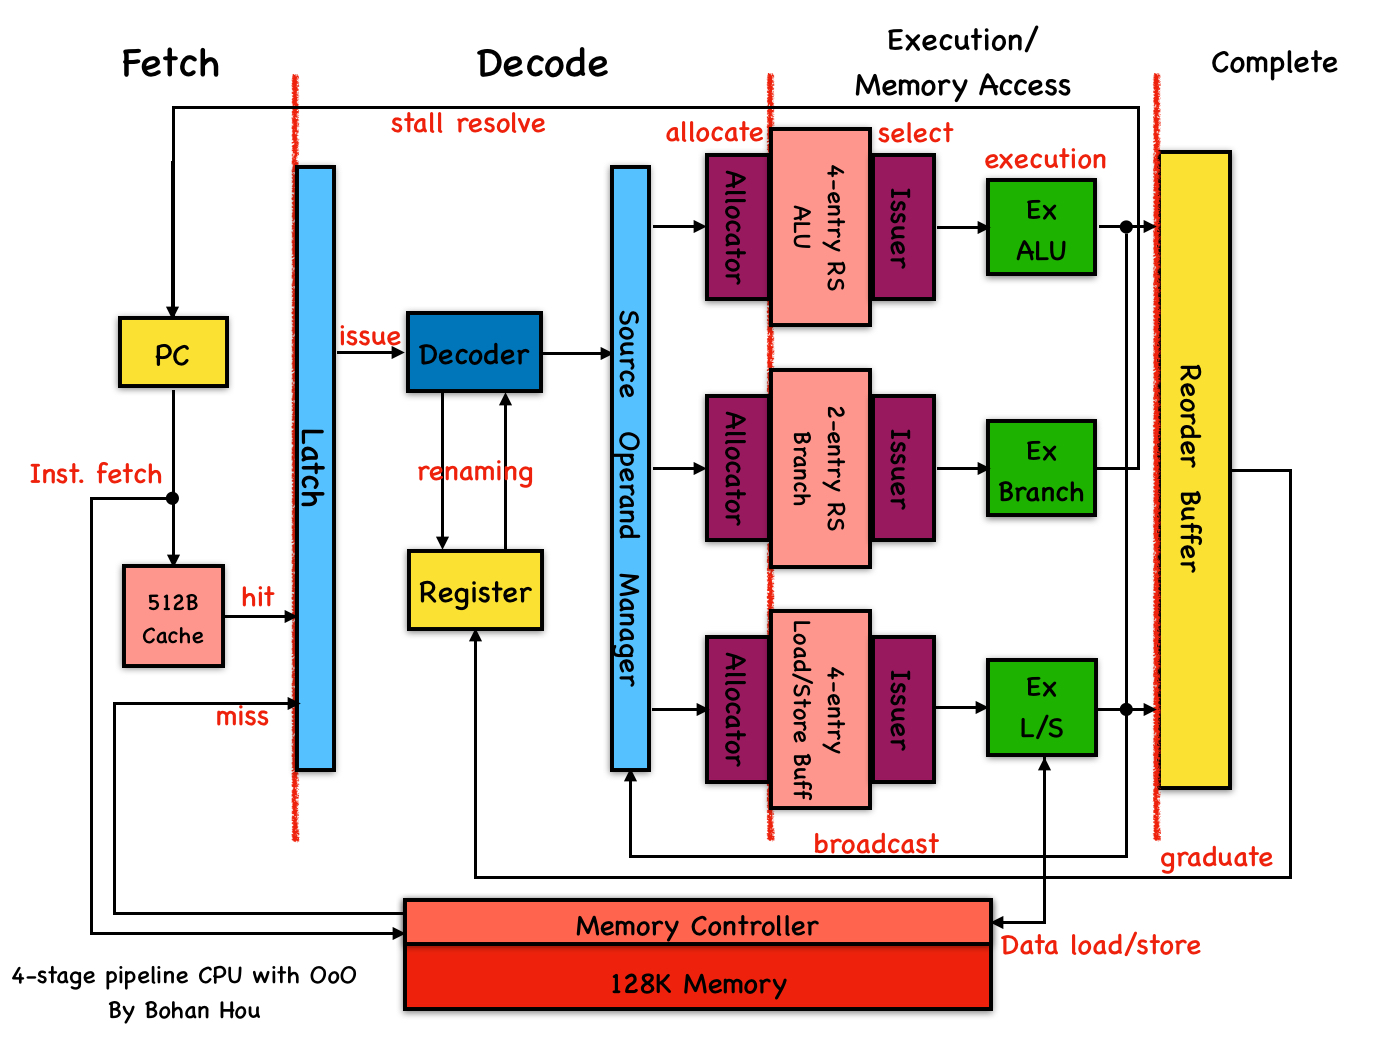 Fetch
Decode
Execution/
Memory Access
Complete
stall resolve
allocate
select
execution
Allocator
4-entry RS
ALU
Issuer
Ex
ALU
PC
issue
Decoder
Latch
Source Operand Manager
Inst. fetch
renaming
Register
512B
Cache
hit
miss
Allocator
2-entry RS
Branch
Issuer
Ex
Branch
Reorder Buffer
Allocator
4-entry
Load/Store Buff
Issuer
Ex
L/S
broadcast
graduate
Memory Controller
Data load/store
128K Memory
4-stage pipeline CPU with OoO
By Bohan Hou